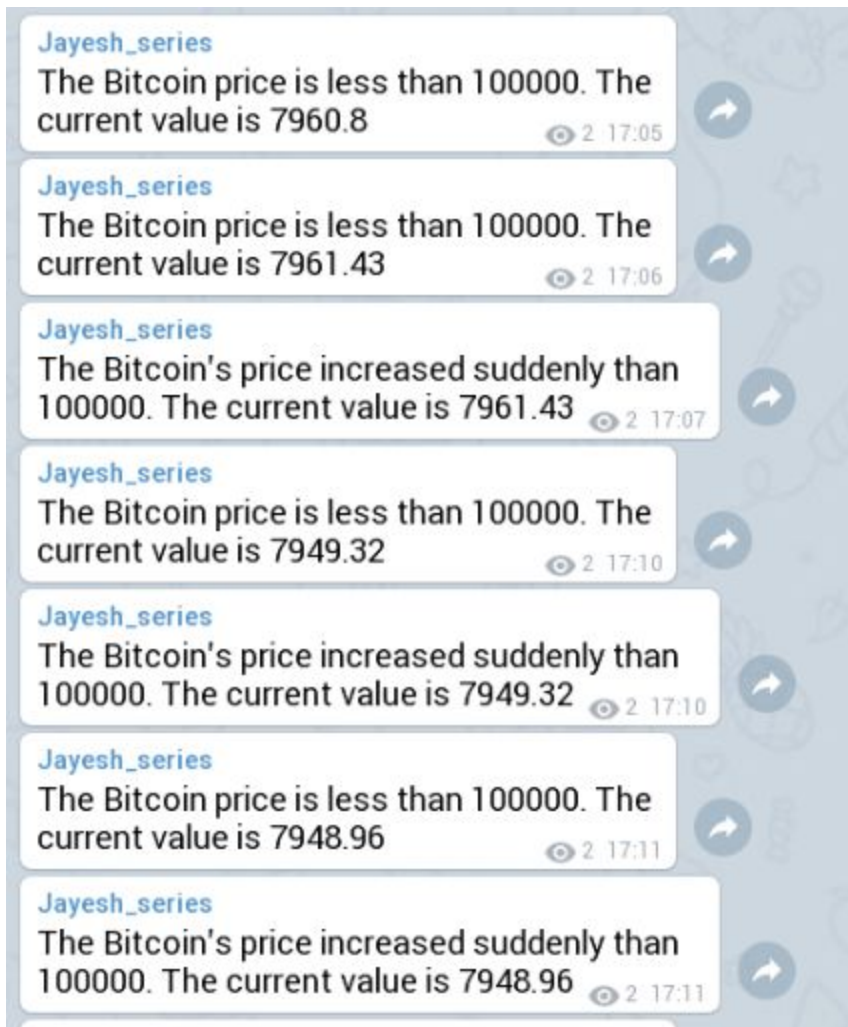 Jayesh_series
The Bitcoin price is less than 100000. The
current value is 7960.8
2 17:05
Jayesh_series
The Bitcoin price is less than 100000. The
current value is 7961.43
2 17:06
Jayesh_series
The Bitcoin's price increased suddenly than
100000. The current value is 7961.43
2 17:07
Jayesh_series
The Bitcoin price is less than 100000. The
current value is 7949.32
2 17:10
Jayesh_series
The Bitcoin's price increased suddenly than
100000. The current value is 7949.32
2 17:10
Jayesh_series
The Bitcoin price is less than 100000. The
current value is 7948.96
2 17:11
Jayesh_series
The Bitcoin's price increased suddenly than
100000. The current value is 7948.96
2 17:11